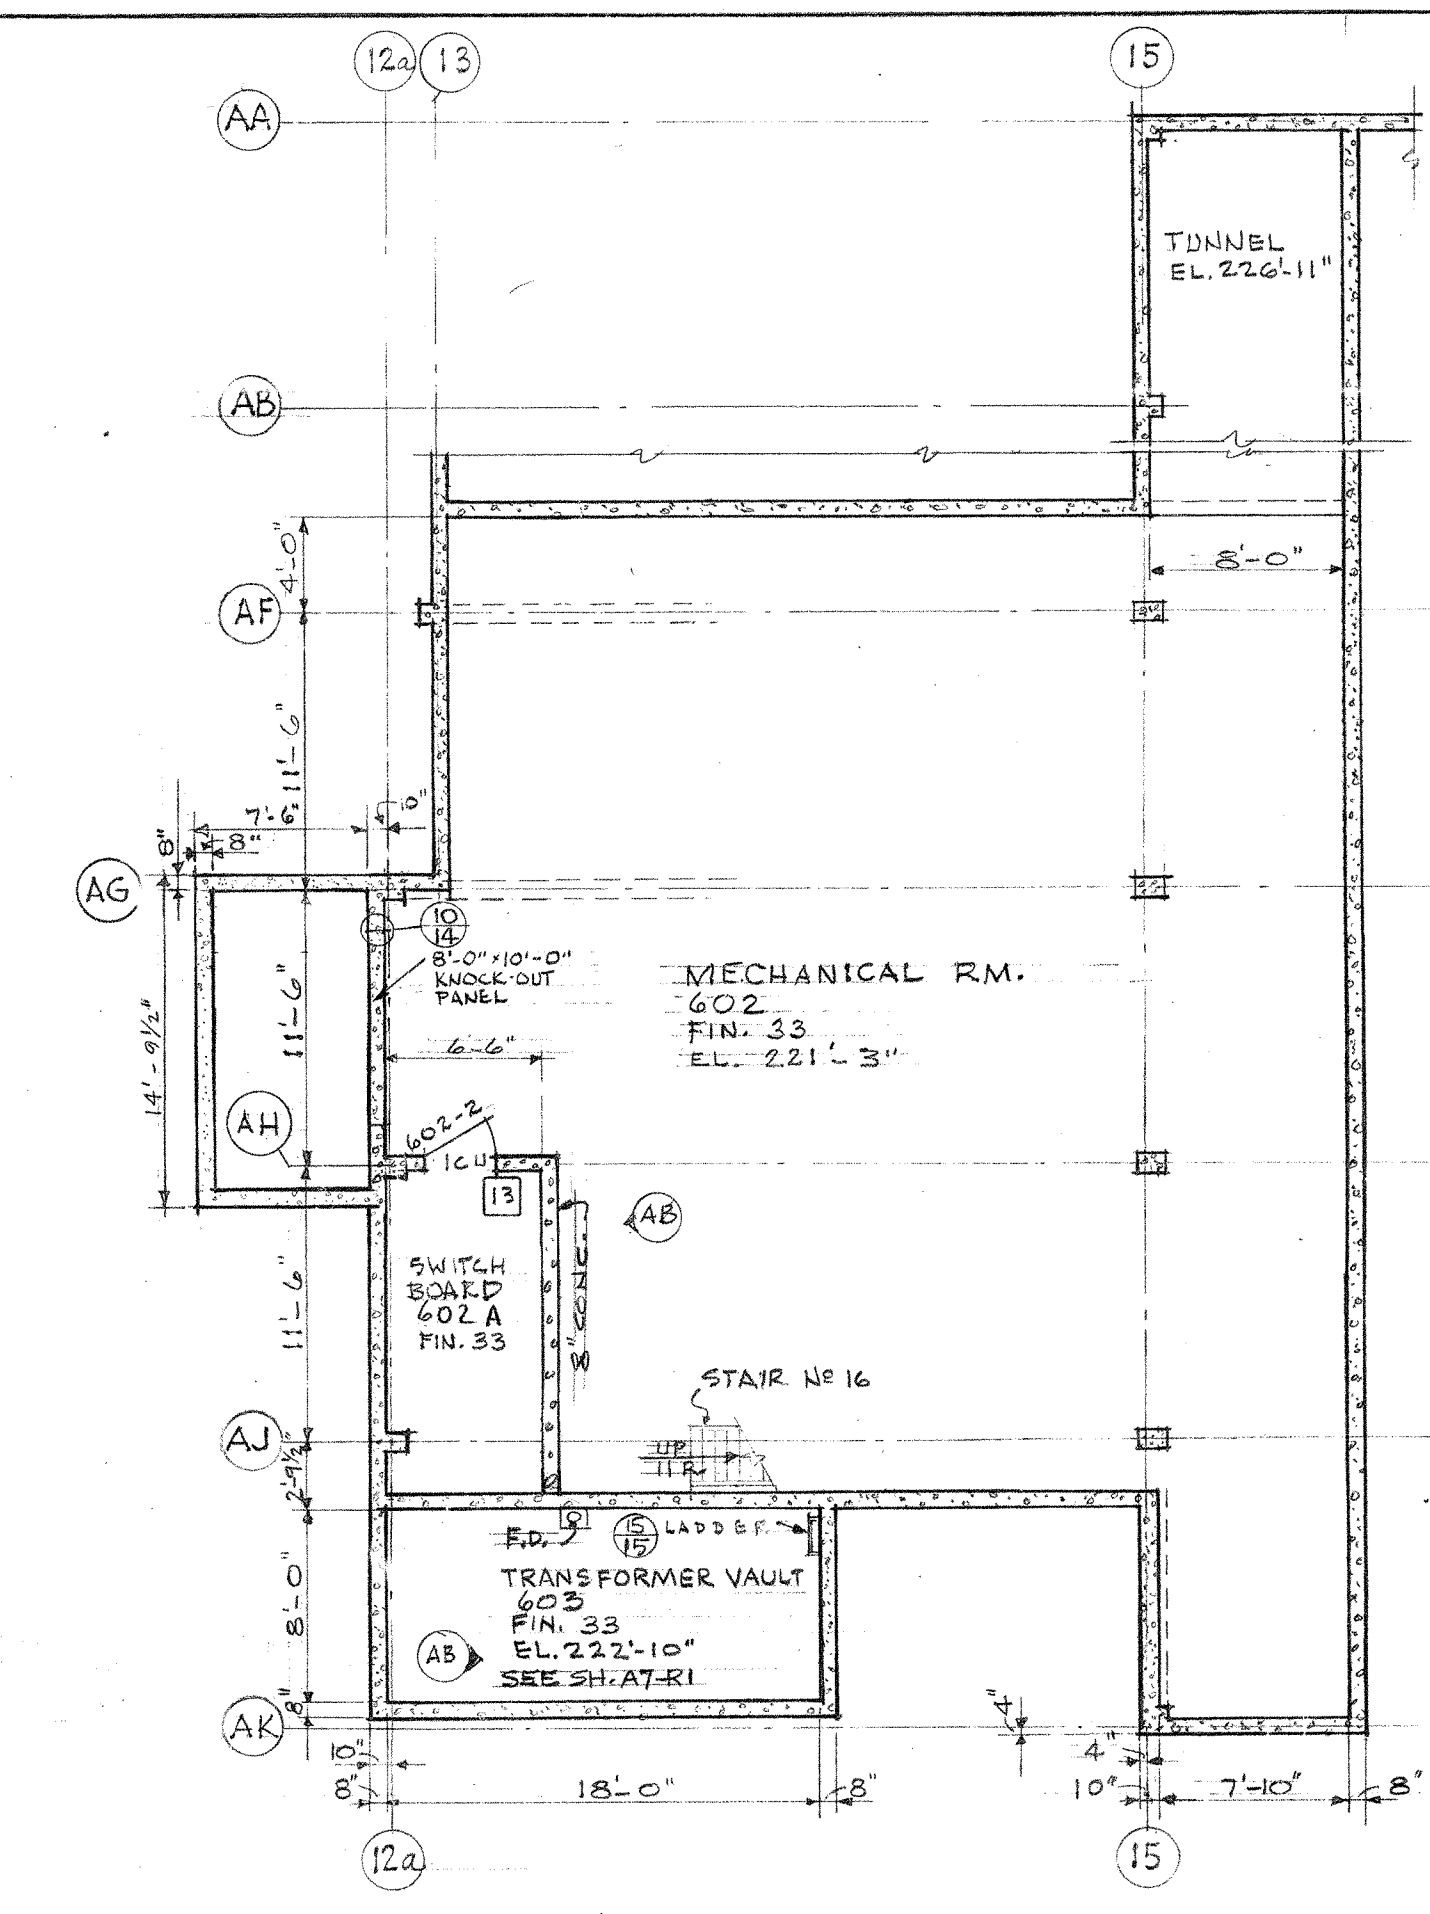 12a
13
15
AA
TUNNEL
EL. 226'-11"
AB
4'-0"
8'-0"
AF
11'-6"
7'-6"
10"
8"
8"
AG
10
14
8'-0"x10'-0"
KNOCK-OUT
PANEL
MECHANICAL RM.
602
FIN. 33
EL. 221'-3"
11'-6"
14'-9½"
6'-6"
AH
602-2
13
AB
SWITCH
BOARD
602 A
FIN. 33
8" CONC.
11'-6"
STAIR Nº 16
AJ
UP
11R
2'-9½"
F.D.
15
15
LADDER
TRANSFORMER VAULT
603
FIN. 33
EL. 222'-10"
SEE SH. A7-R1
AB
8'-0"
8"
AK
4"
10"
8"
18'-0"
8"
4"
10"
7'-10"
8"
12a
15